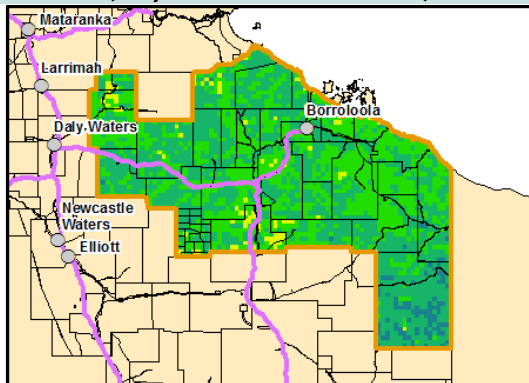 Mataranka
Larrimah
Borroloola
Daly Waters
Newcastle
Waters
Elliott